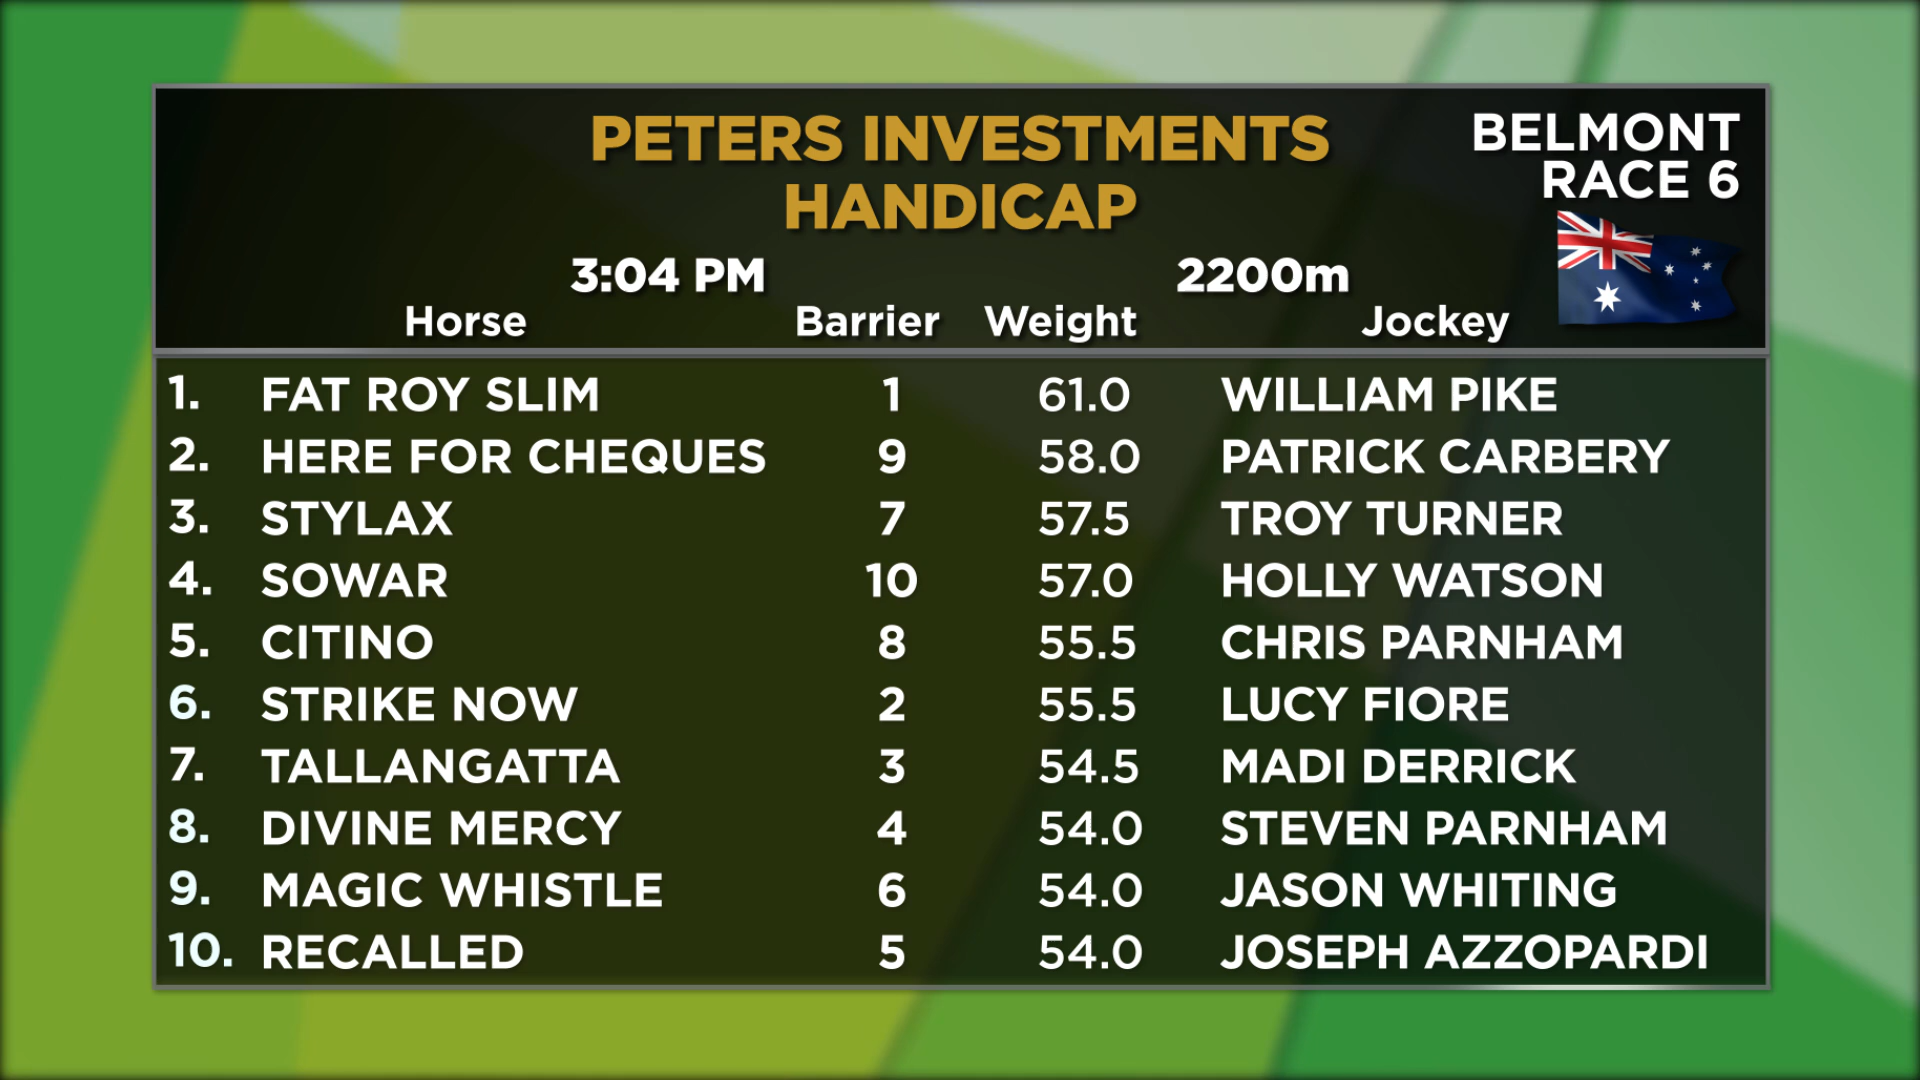 PETERS INVESTMENTS
HANDICAP
BELMONT
RACE 6
3:04 PM 2200m
Horse Barrier Weight Jockey
1. FAT ROY SLIM 1 61.0 WILLIAM PIKE
2. HERE FOR CHEQUES 9 58.0 PATRICK CARBERY
3. STYLAX 7 57.5 TROY TURNER
4. SOWAR 10 57.0 HOLLY WATSON
5. CITINO 8 55.5 CHRIS PARNHAM
6. STRIKE NOW 2 55.5 LUCY FIORE
7. TALLANGATTA 3 54.5 MADI DERRICK
8. DIVINE MERCY 4 54.0 STEVEN PARNHAM
9. MAGIC WHISTLE 6 54.0 JASON WHITING
10. RECALLED 5 54.0 JOSEPH AZZOPARDI